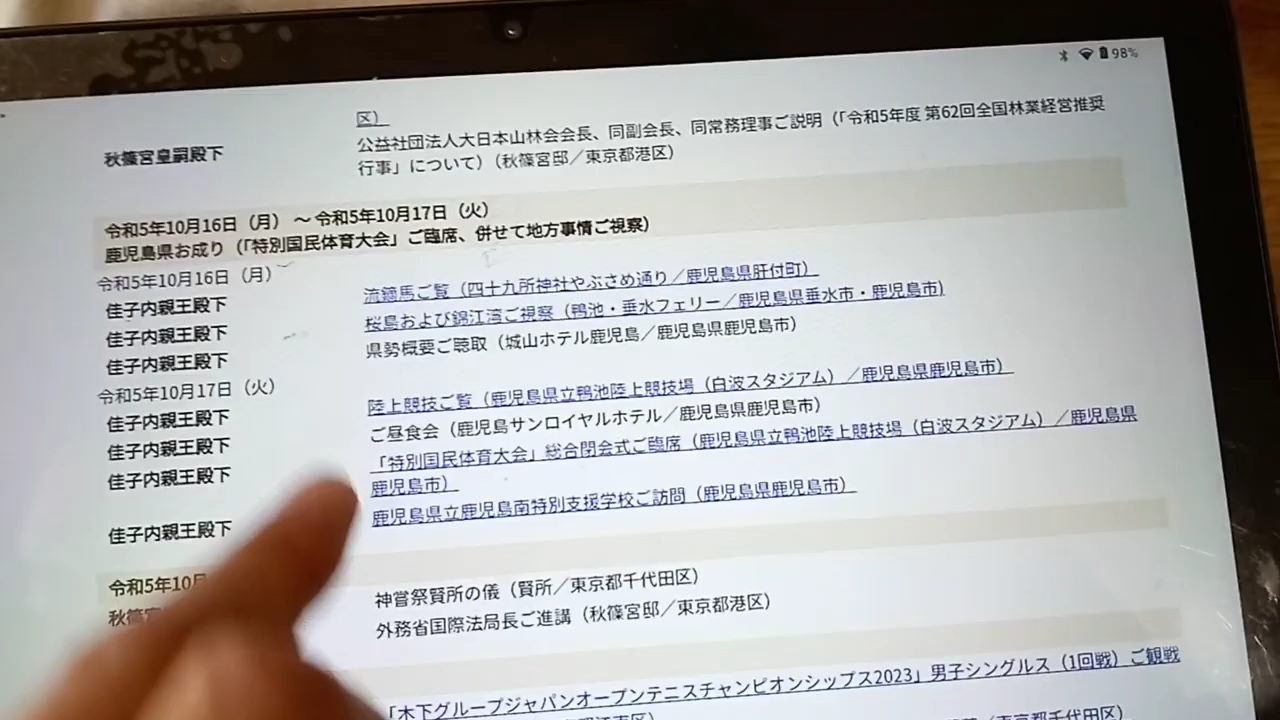 98%
区）
秋篠宮皇嗣殿下
公益社団法人大日本山林会会長、同副会長、同常務理事ご説明（「令和5年度 第62回全国林業経営推奨
行事」について）（秋篠宮邸／東京都港区）
令和5年10月16日（月） ～ 令和5年10月17日（火）
鹿児島県お成り（「特別国民体育大会」ご臨席、併せて地方事情ご視察）
令和5年10月16日（月）
佳子内親王殿下
流鏑馬ご覧（四十九所神社やぶさめ通り／鹿児島県肝付町）
佳子内親王殿下
桜島および錦江湾ご視察（鴨池・垂水フェリー／鹿児島県垂水市・鹿児島市）
佳子内親王殿下
県勢概要ご聴取（城山ホテル鹿児島／鹿児島県鹿児島市）
令和5年10月17日（火）
佳子内親王殿下
陸上競技ご覧（鹿児島県立鴨池陸上競技場（白波スタジアム）／鹿児島県鹿児島市）
佳子内親王殿下
ご昼食会（鹿児島サンロイヤルホテル／鹿児島県鹿児島市）
佳子内親王殿下
「特別国民体育大会」総合閉会式ご臨席（鹿児島県立鴨池陸上競技場（白波スタジアム）／鹿児島県
鹿児島市）
佳子内親王殿下
鹿児島県立鹿児島南特別支援学校ご訪問（鹿児島県鹿児島市）
令和5年10月
秋篠宮
神嘗祭賢所の儀（賢所／東京都千代田区）
外務省国際法局長ご進講（秋篠宮邸／東京都港区）
「木下グループジャパンオープンテニスチャンピオンシップス2023」男子シングルス（1回戦）ご観戦